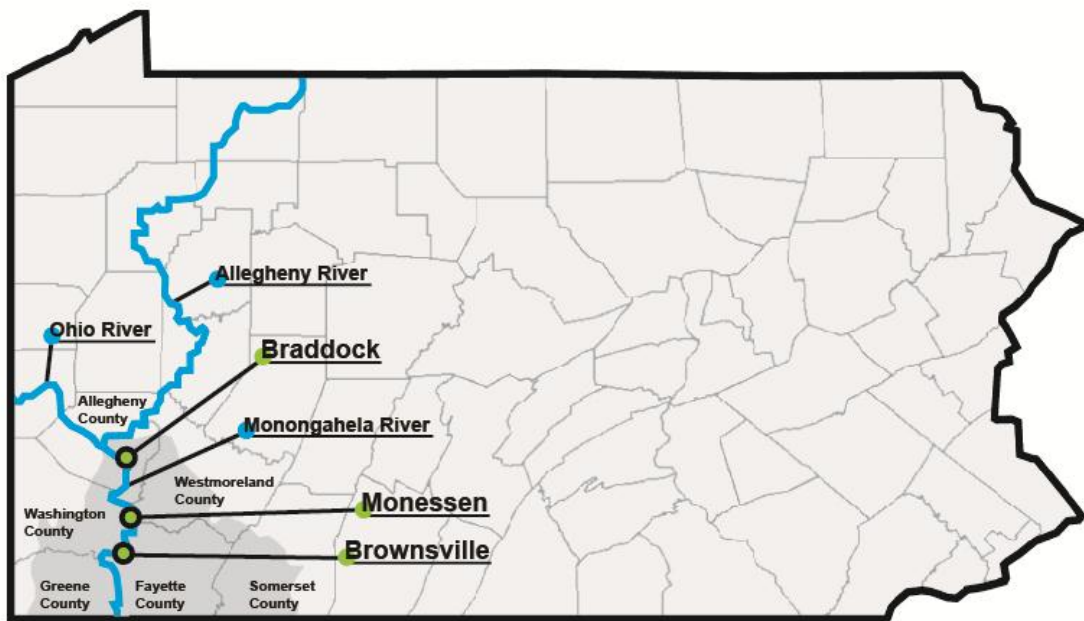 Allegheny River
Ohio River
Braddock
Allegheny
County
Monongahela River
Westmoreland
County
Monessen
Washington
County
Brownsville
Greene
County
Fayette
County
Somerset
County